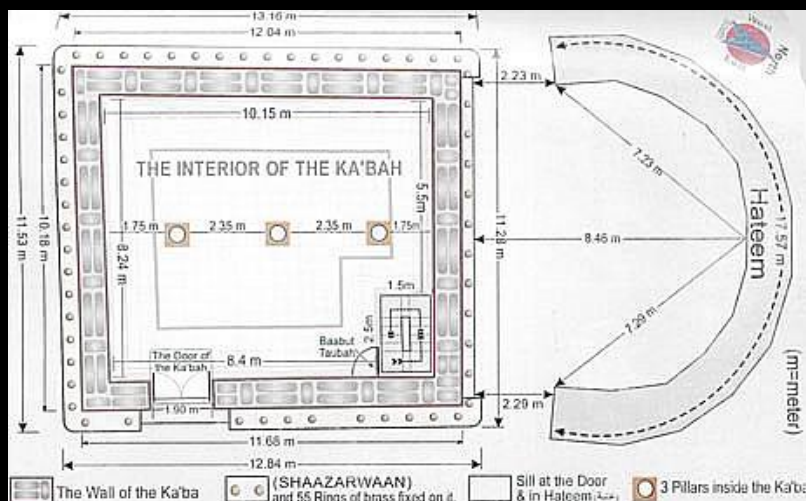 13.16 m
12.04 m
West
North
East
2.23 m
10.15 m
THE INTERIOR OF THE KA'BAH
7.23 m
5.5m
11.53 m
10.18 m
1.75 m
2.35 m
2.35 m
1.75m
11.28 m
8.46 m
Hateem
17.57 m
8.24 m
1.5m
2.5m
7.29 m
Baabut
Taubah
The Door of
the Ka'bah
8.4 m
1.90 m
2.29 m
(m=meter)
11.68 m
12.84 m
The Wall of the Ka'ba
(SHAAZARWAAN)
and 55 Rings of brass fixed on it
Sill at the Door
& in Hateem
3 Pillars inside the Ka'ba